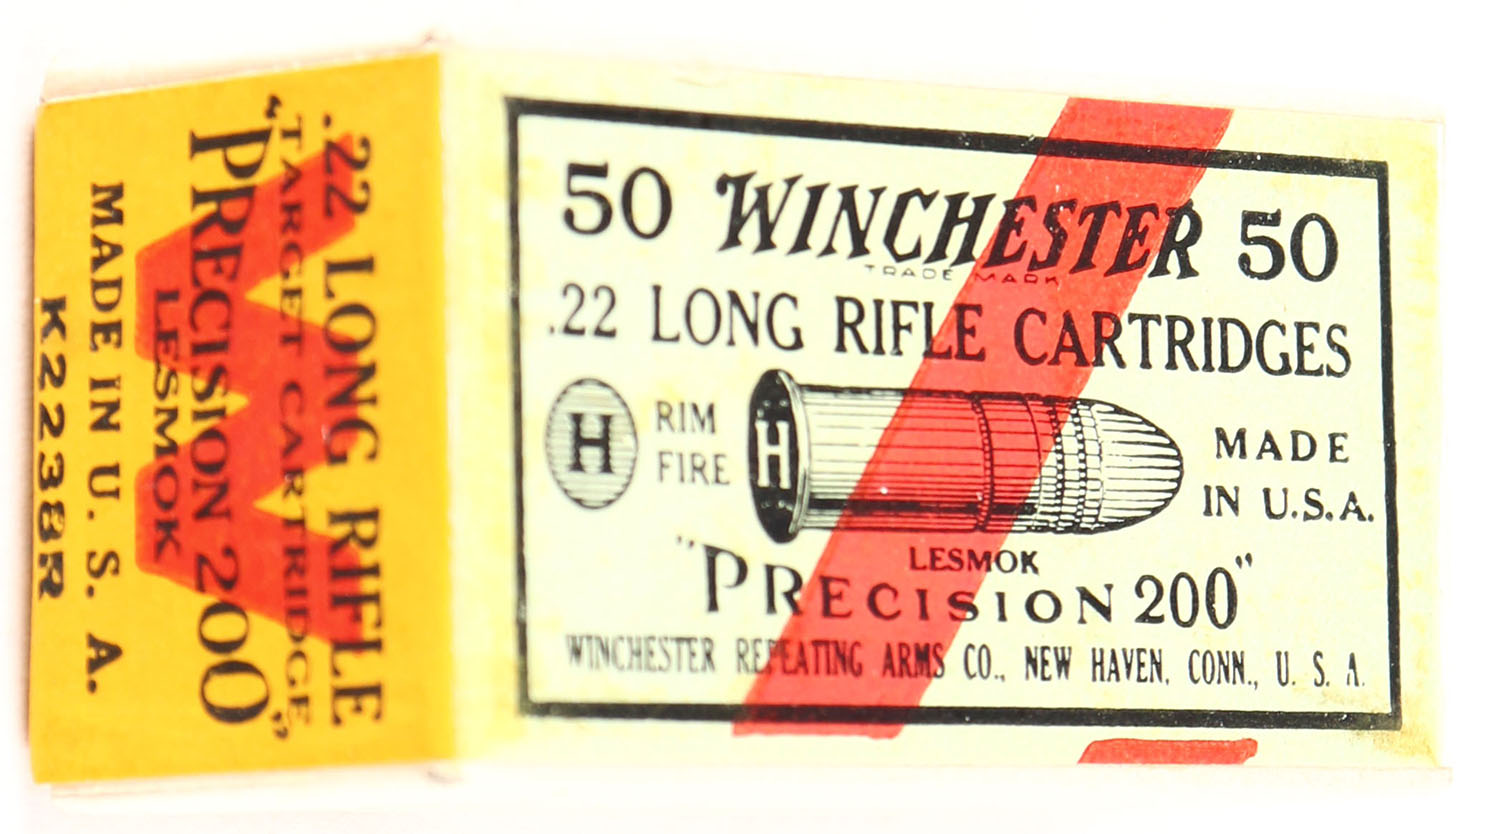 50 WINCHESTER 50
TRADE MARK
.22 LONG RIFLE CARTRIDGES
H
RIM
FIRE
H
MADE
IN U.S.A.
LESMOK
"PRECISION 200"
WINCHESTER REPEATING ARMS CO., NEW HAVEN, CONN., U. S. A.
.22 LONG RIFLE
TARGET CARTRIDGE
"PRECISION 200"
LESMOK
MADE IN U. S. A.
K2238R
W